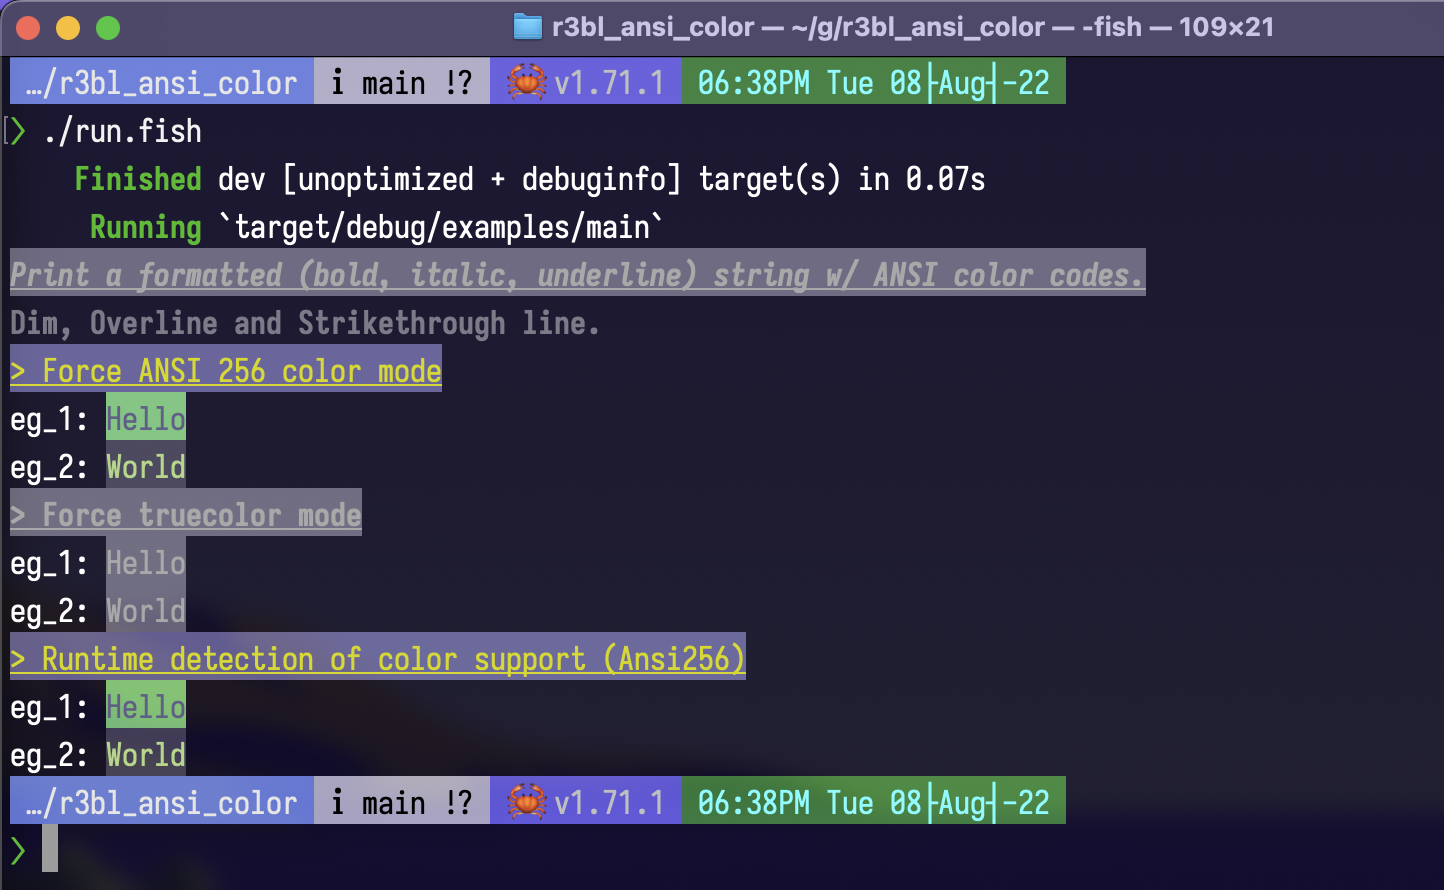 r3bl_ansi_color — ~/g/r3bl_ansi_color — -fish — 109×21
…/r3bl_ansi_color i main !? 🦀 v1.71.1 06:38PM Tue 08├Aug┤-22
[❯ ./run.fish
Finished dev [unoptimized + debuginfo] target(s) in 0.07s
Running `target/debug/examples/main`
Print a formatted (bold, italic, underline) string w/ ANSI color codes.
Dim, Overline and Strikethrough line.
> Force ANSI 256 color mode
eg_1: Hello
eg_2: World
> Force truecolor mode
eg_1: Hello
eg_2: World
> Runtime detection of color support (Ansi256)
eg_1: Hello
eg_2: World
…/r3bl_ansi_color i main !? 🦀 v1.71.1 06:38PM Tue 08├Aug┤-22
❯